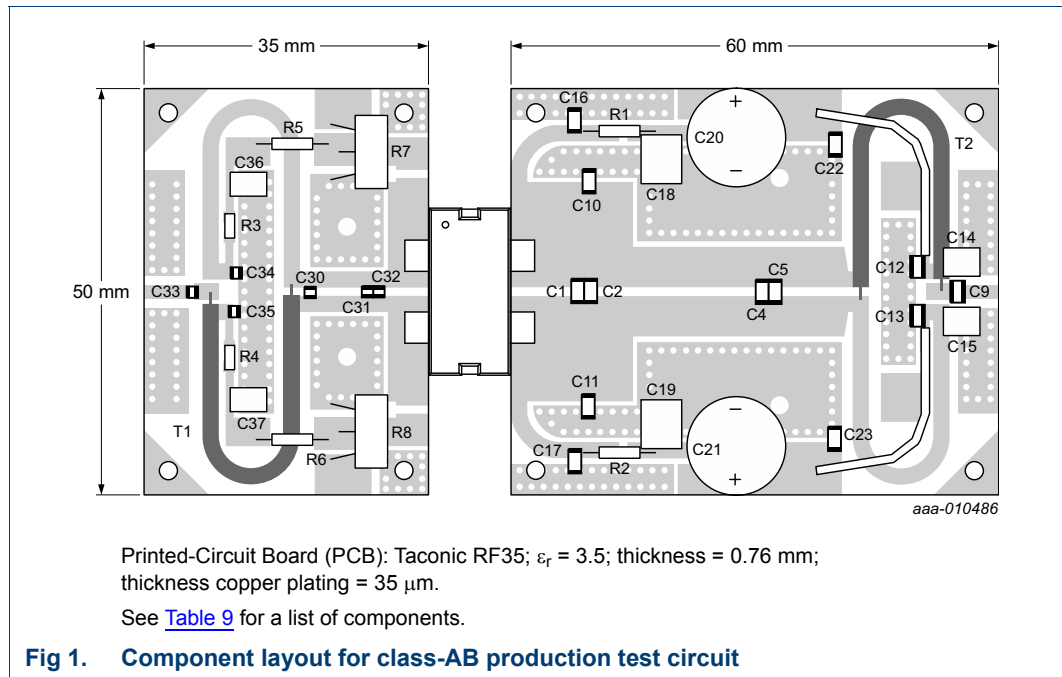 35 mm
60 mm
50 mm
C16
R1
C20
+
−
C22
T2
R5
R7
C36
C18
C10
R3
C14
C34
C30
C32
C12
C33
C5
C1
C2
C9
C31
C35
C4
C13
C15
R4
C11
C19
C37
T1
R8
R6
C17
R2
C21
−
+
C23
aaa-010486
Printed-Circuit Board (PCB): Taconic RF35; εr = 3.5; thickness = 0.76 mm;
thickness copper plating = 35 μm.
See Table 9 for a list of components.
Fig 1. Component layout for class-AB production test circuit